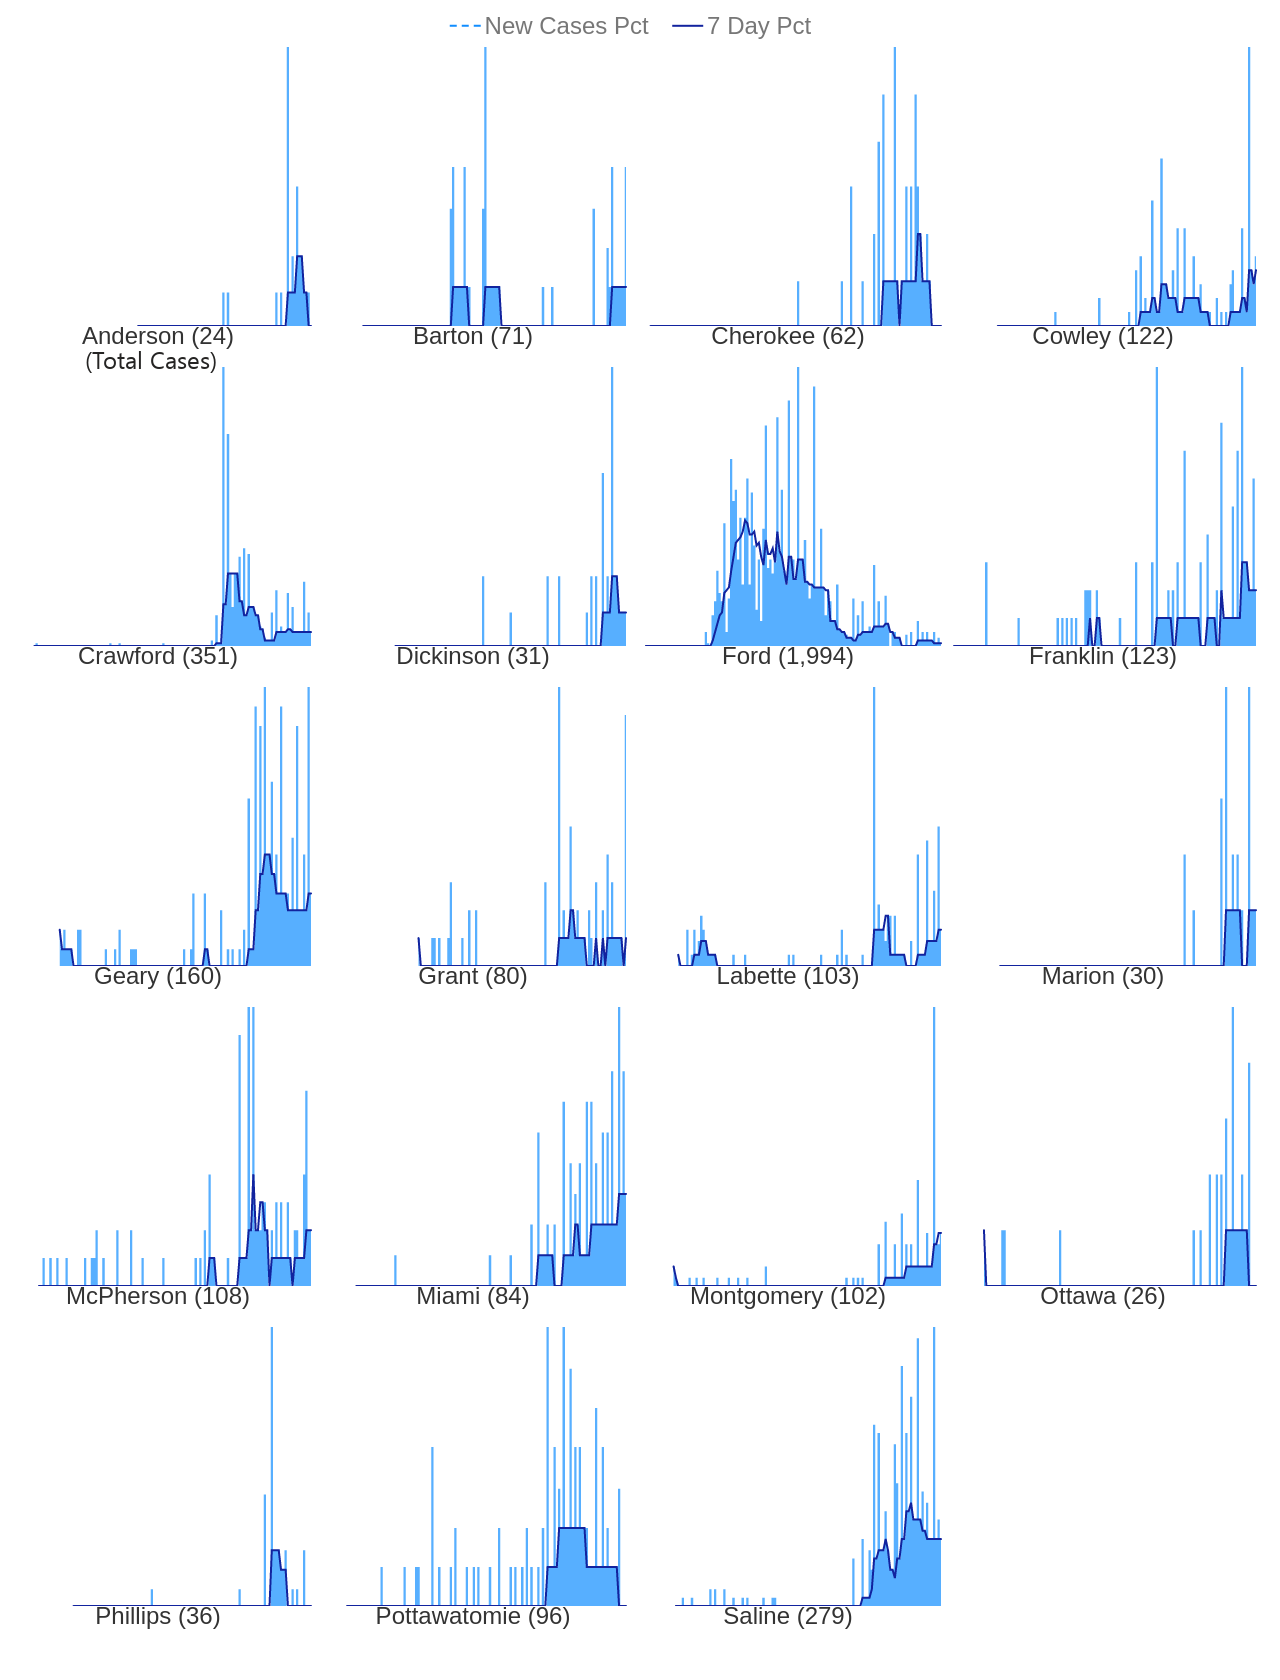 New Cases Pct 7 Day Pct
Anderson (24) Barton (71) Cherokee (62) Cowley (122)
(Total Cases)
Crawford (351) Dickinson (31) Ford (1,994) Franklin (123)
Geary (160) Grant (80) Labette (103) Marion (30)
McPherson (108) Miami (84) Montgomery (102) Ottawa (26)
Phillips (36) Pottawatomie (96) Saline (279)